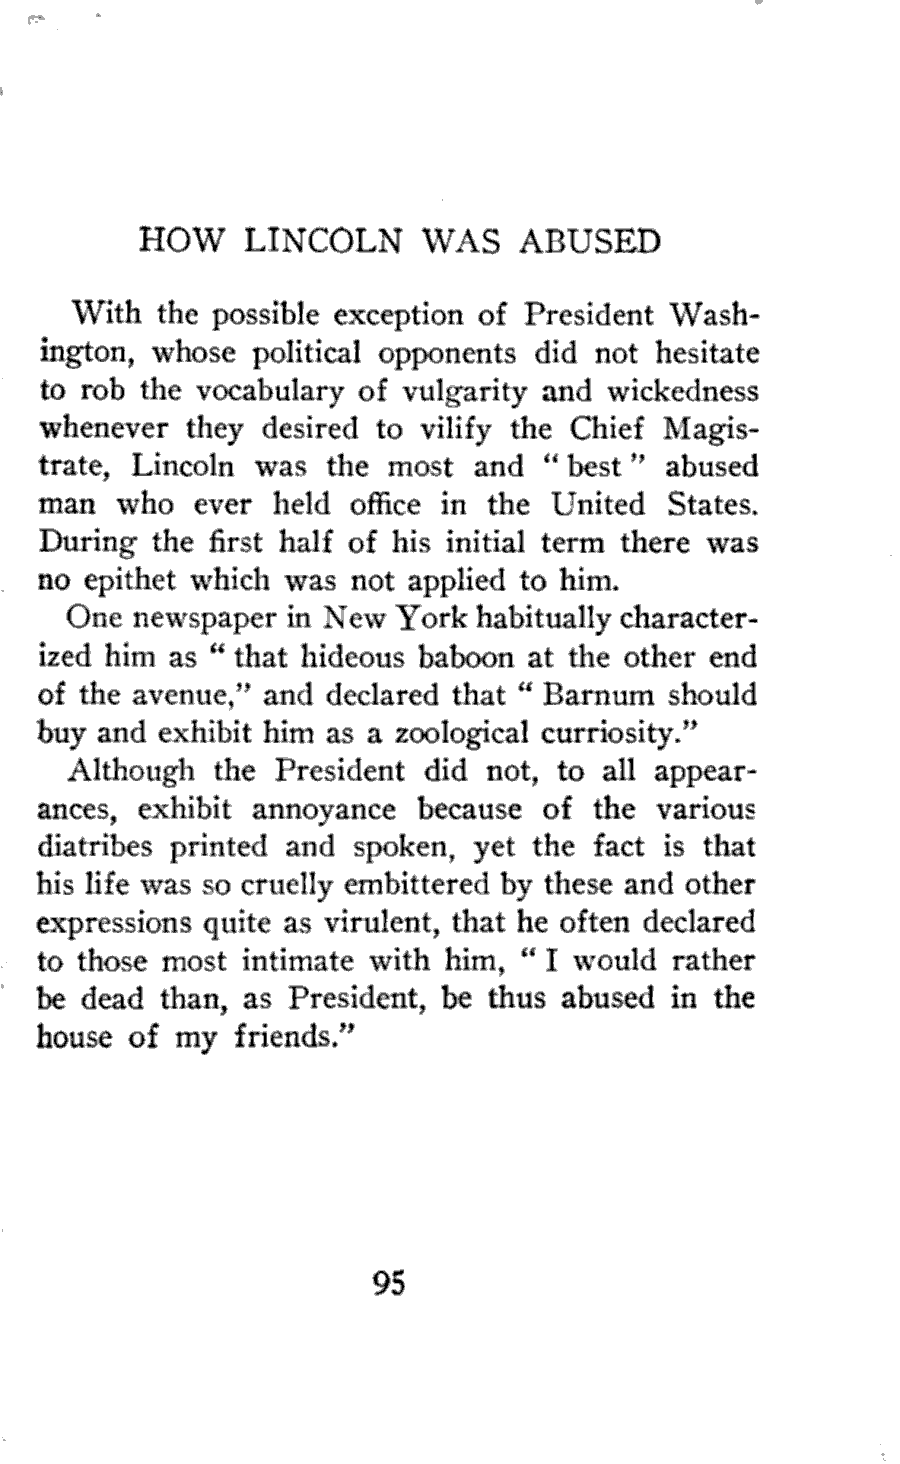 HOW LINCOLN WAS ABUSED
With the possible exception of President Wash-
ington, whose political opponents did not hesitate
to rob the vocabulary of vulgarity and wickedness
whenever they desired to vilify the Chief Magis-
trate, Lincoln was the most and “ best ” abused
man who ever held office in the United States.
During the first half of his initial term there was
no epithet which was not applied to him.
One newspaper in New York habitually character-
ized him as “ that hideous baboon at the other end
of the avenue,” and declared that “ Barnum should
buy and exhibit him as a zoological curriosity.”
Although the President did not, to all appear-
ances, exhibit annoyance because of the various
diatribes printed and spoken, yet the fact is that
his life was so cruelly embittered by these and other
expressions quite as virulent, that he often declared
to those most intimate with him, “ I would rather
be dead than, as President, be thus abused in the
house of my friends.”
95